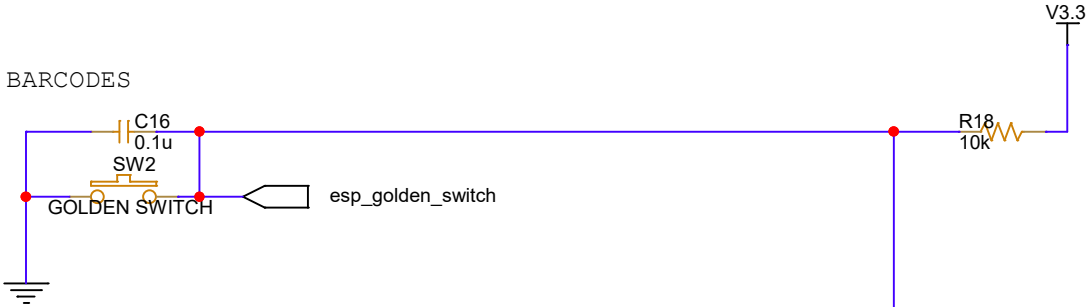 V3.3
BARCODES
C16
0.1u
R18
10k
SW2
GOLDEN SWITCH
esp_golden_switch